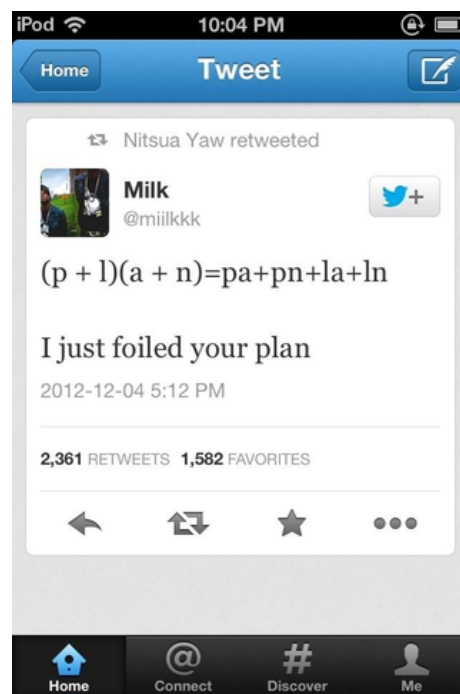 iPod 10:04 PM
Home Tweet
Nitsua Yaw retweeted
Milk
@miilkkk
(p + l)(a + n)=pa+pn+la+ln
I just foiled your plan
2012-12-04 5:12 PM
2,361 RETWEETS 1,582 FAVORITES
Home Connect Discover Me